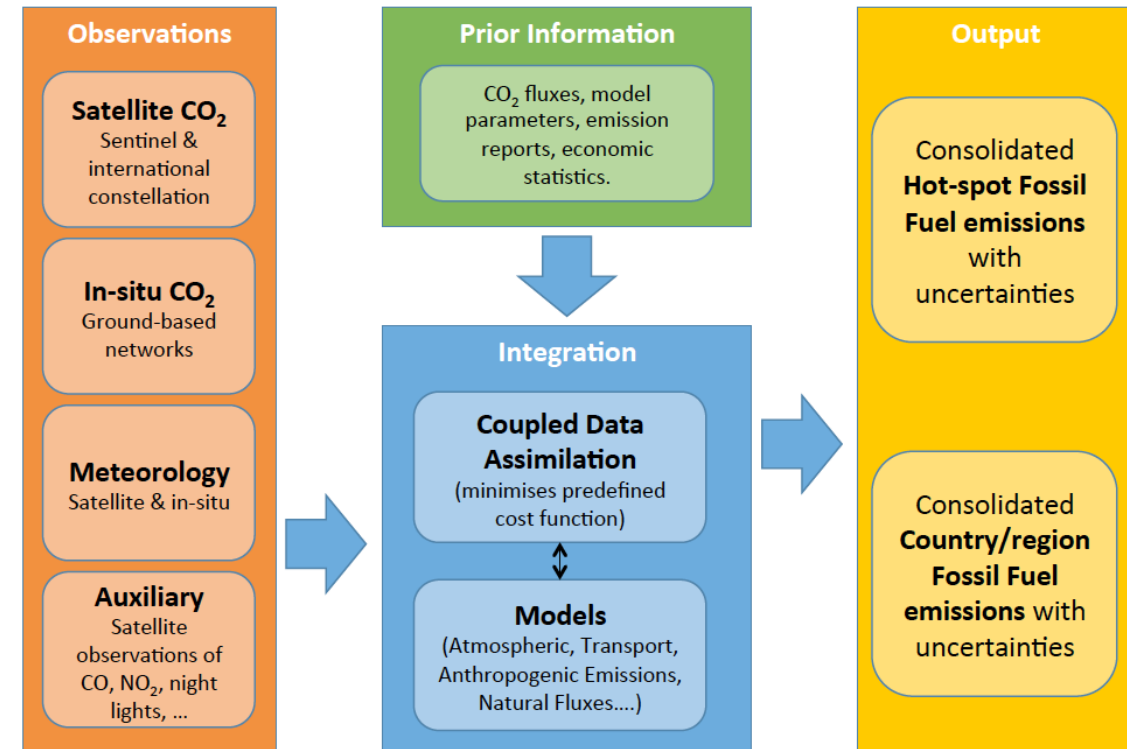 Observations
Satellite CO₂
Sentinel &
international
constellation
In-situ CO₂
Ground-based
networks
Meteorology
Satellite & in-situ
Auxiliary
Satellite
observations of
CO, NO₂, night
lights, ...
Prior Information
CO₂ fluxes, model
parameters, emission
reports, economic
statistics.
Integration
Coupled Data
Assimilation
(minimises predefined
cost function)
Models
(Atmospheric, Transport,
Anthropogenic Emissions,
Natural Fluxes....)
Output
Consolidated
Hot-spot Fossil
Fuel emissions
with
uncertainties
Consolidated
Country/region
Fossil Fuel
emissions with
uncertainties